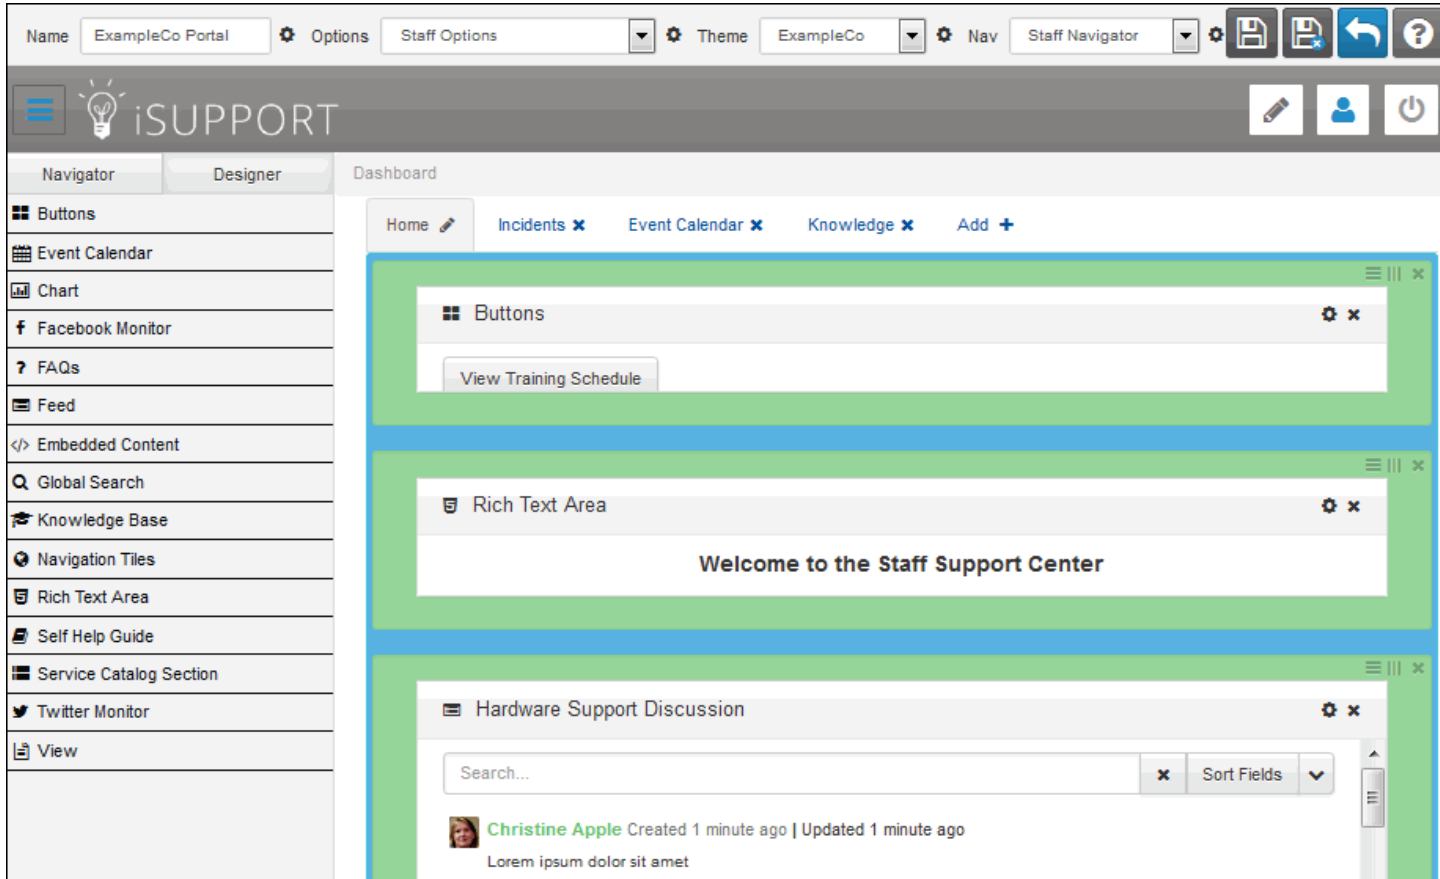 Name ExampleCo Portal Options Staff Options Theme ExampleCo Nav Staff Navigator
iSUPPORT
Navigator Designer Dashboard
Buttons
Event Calendar
Chart
Facebook Monitor
FAQs
Feed
Embedded Content
Global Search
Knowledge Base
Navigation Tiles
Rich Text Area
Self Help Guide
Service Catalog Section
Twitter Monitor
View
Home Incidents Event Calendar Knowledge Add
Buttons
View Training Schedule
Rich Text Area
Welcome to the Staff Support Center
Hardware Support Discussion
Search... Sort Fields
Christine Apple Created 1 minute ago | Updated 1 minute ago
Lorem ipsum dolor sit amet